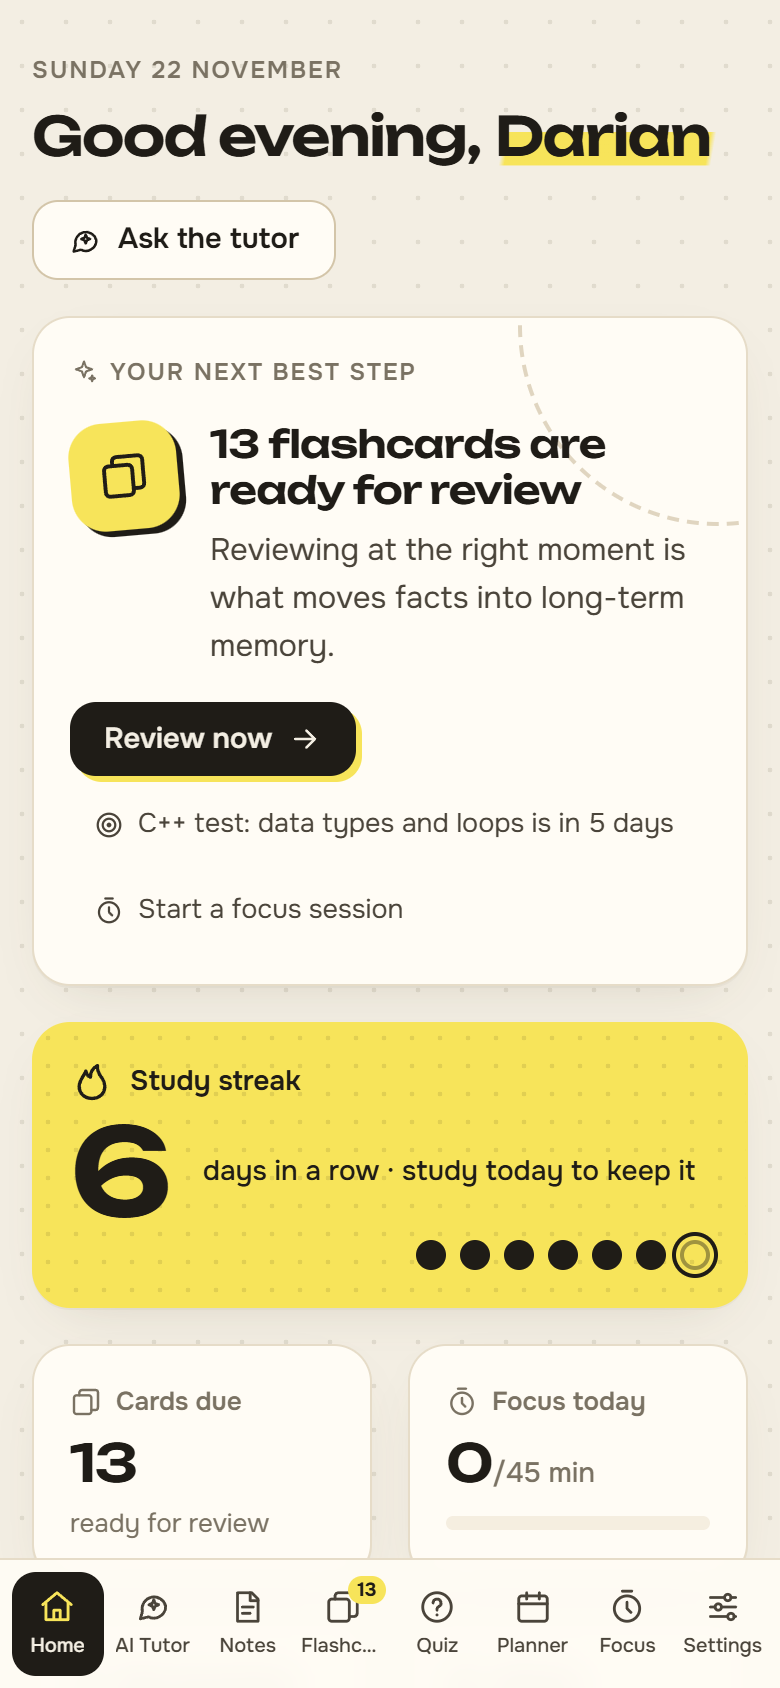 SUNDAY 22 NOVEMBER
Good evening, Darian
Ask the tutor
YOUR NEXT BEST STEP
13 flashcards are
ready for review
Reviewing at the right moment is
what moves facts into long-term
memory.
Review now
C++ test: data types and loops is in 5 days
Start a focus session
Study streak
6
days in a row · study today to keep it
Cards due
13
ready for review
Focus today
0/45 min
13
Home
AI Tutor
Notes
Flashc...
Quiz
Planner
Focus
Settings